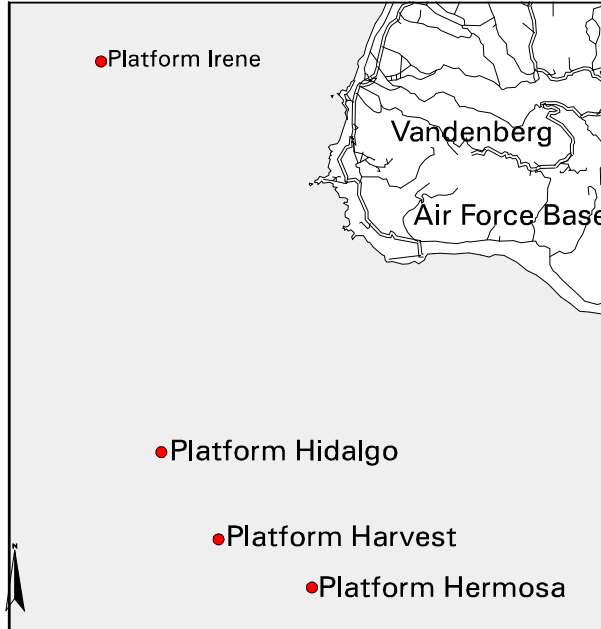 Platform Irene
Vandenberg
Air Force Base
Platform Hidalgo
Platform Harvest
N
Platform Hermosa